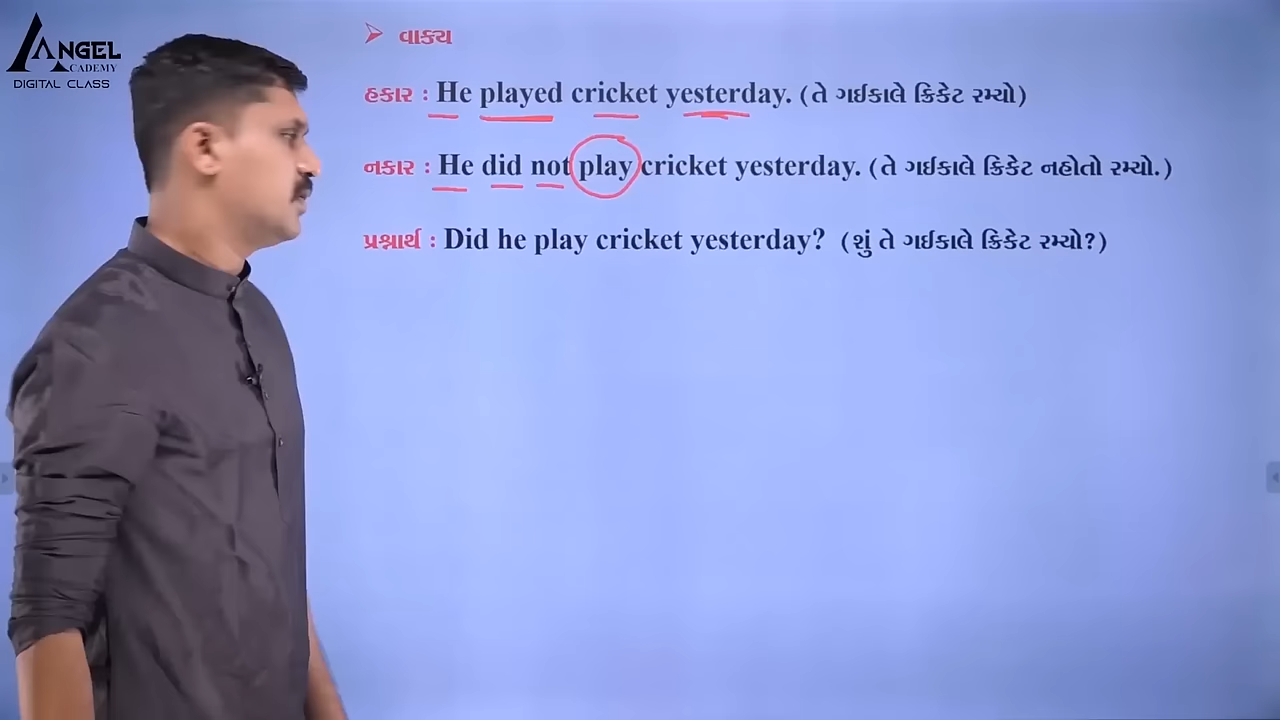 ANGEL
ACADEMY
DIGITAL CLASS
➢ વાક્ય
હકાર : He played cricket yesterday. (તે ગઈકાલે ક્રિકેટ રમ્યો)
નકાર : He did not play cricket yesterday. (તે ગઈકાલે ક્રિકેટ નહોતો રમ્યો.)
પ્રશ્નાર્થ : Did he play cricket yesterday? (શું તે ગઈકાલે ક્રિકેટ રમ્યો?)